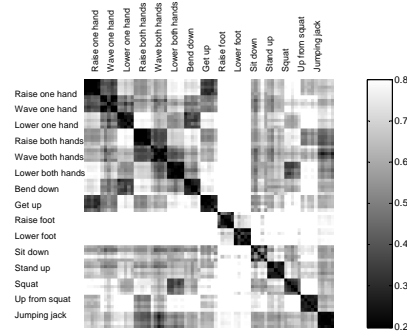 Raise one hand
Wave one hand
Lower one hand
Raise both hands
Wave both hands
Lower both hands
Bend down
Get up
Raise foot
Lower foot
Sit down
Stand up
Squat
Up from squat
Jumping jack
Raise one hand
Wave one hand
Lower one hand
Raise both hands
Wave both hands
Lower both hands
Bend down
Get up
Raise foot
Lower foot
Sit down
Stand up
Squat
Up from squat
Jumping jack
0.8
0.7
0.6
0.5
0.4
0.3
0.2